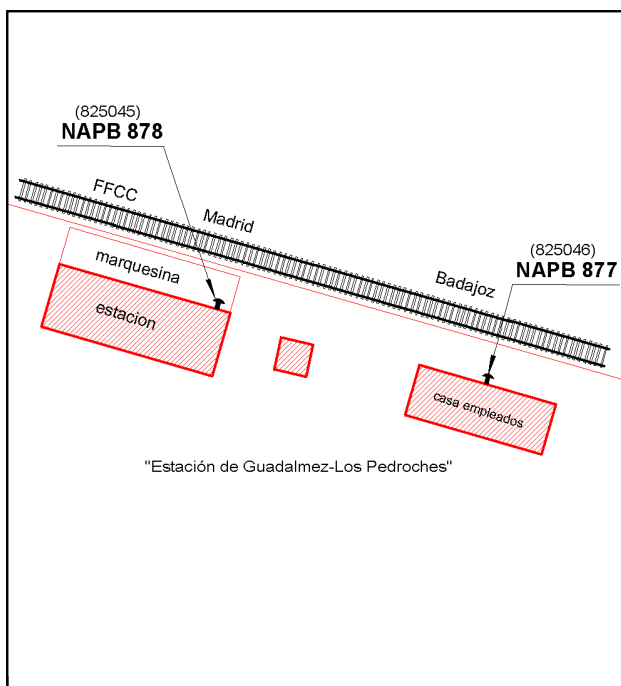 (825045)
NAPB 878
FFCC
Madrid
(825046)
NAPB 877
Badajoz
marquesina
estacion
casa empleados
"Estación de Guadalmez-Los Pedroches"